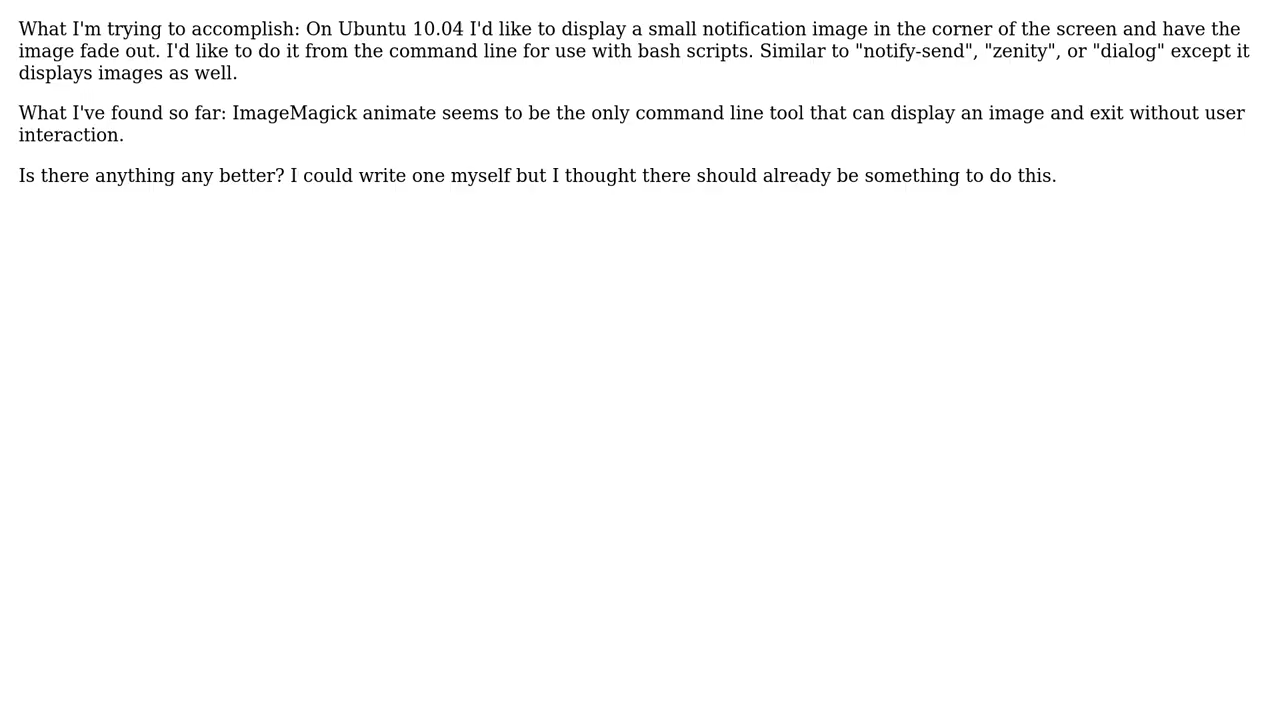 What I'm trying to accomplish: On Ubuntu 10.04 I'd like to display a small notification image in the corner of the screen and have the
image fade out. I'd like to do it from the command line for use with bash scripts. Similar to "notify-send", "zenity", or "dialog" except it
displays images as well.
What I've found so far: ImageMagick animate seems to be the only command line tool that can display an image and exit without user
interaction.
Is there anything any better? I could write one myself but I thought there should already be something to do this.